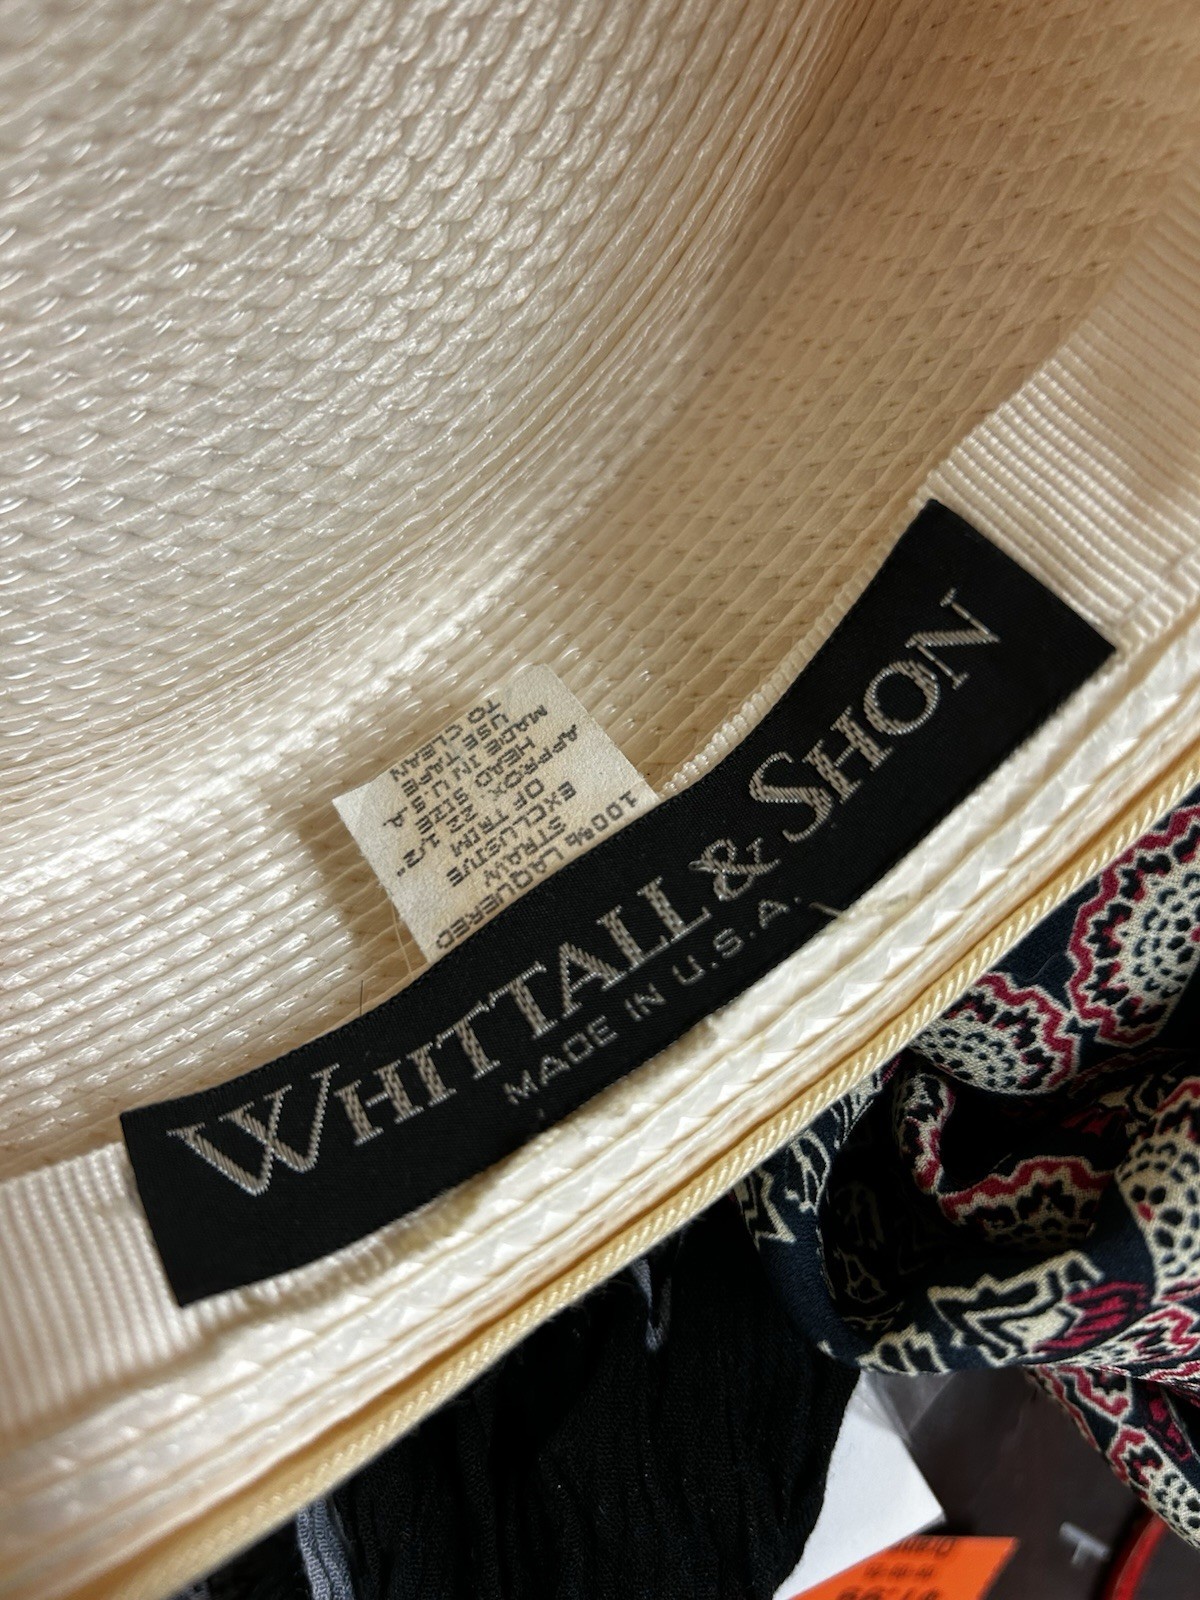 WHITTALL & SHON
MADE IN U.S.A.
100% LAQUERED
STRAW
EXCLUSIVE
OF TRIM
APPROX. 22 1/2"
HEAD SIZE
MADE IN U.S.A.
USE TAPE
TO CLEAN